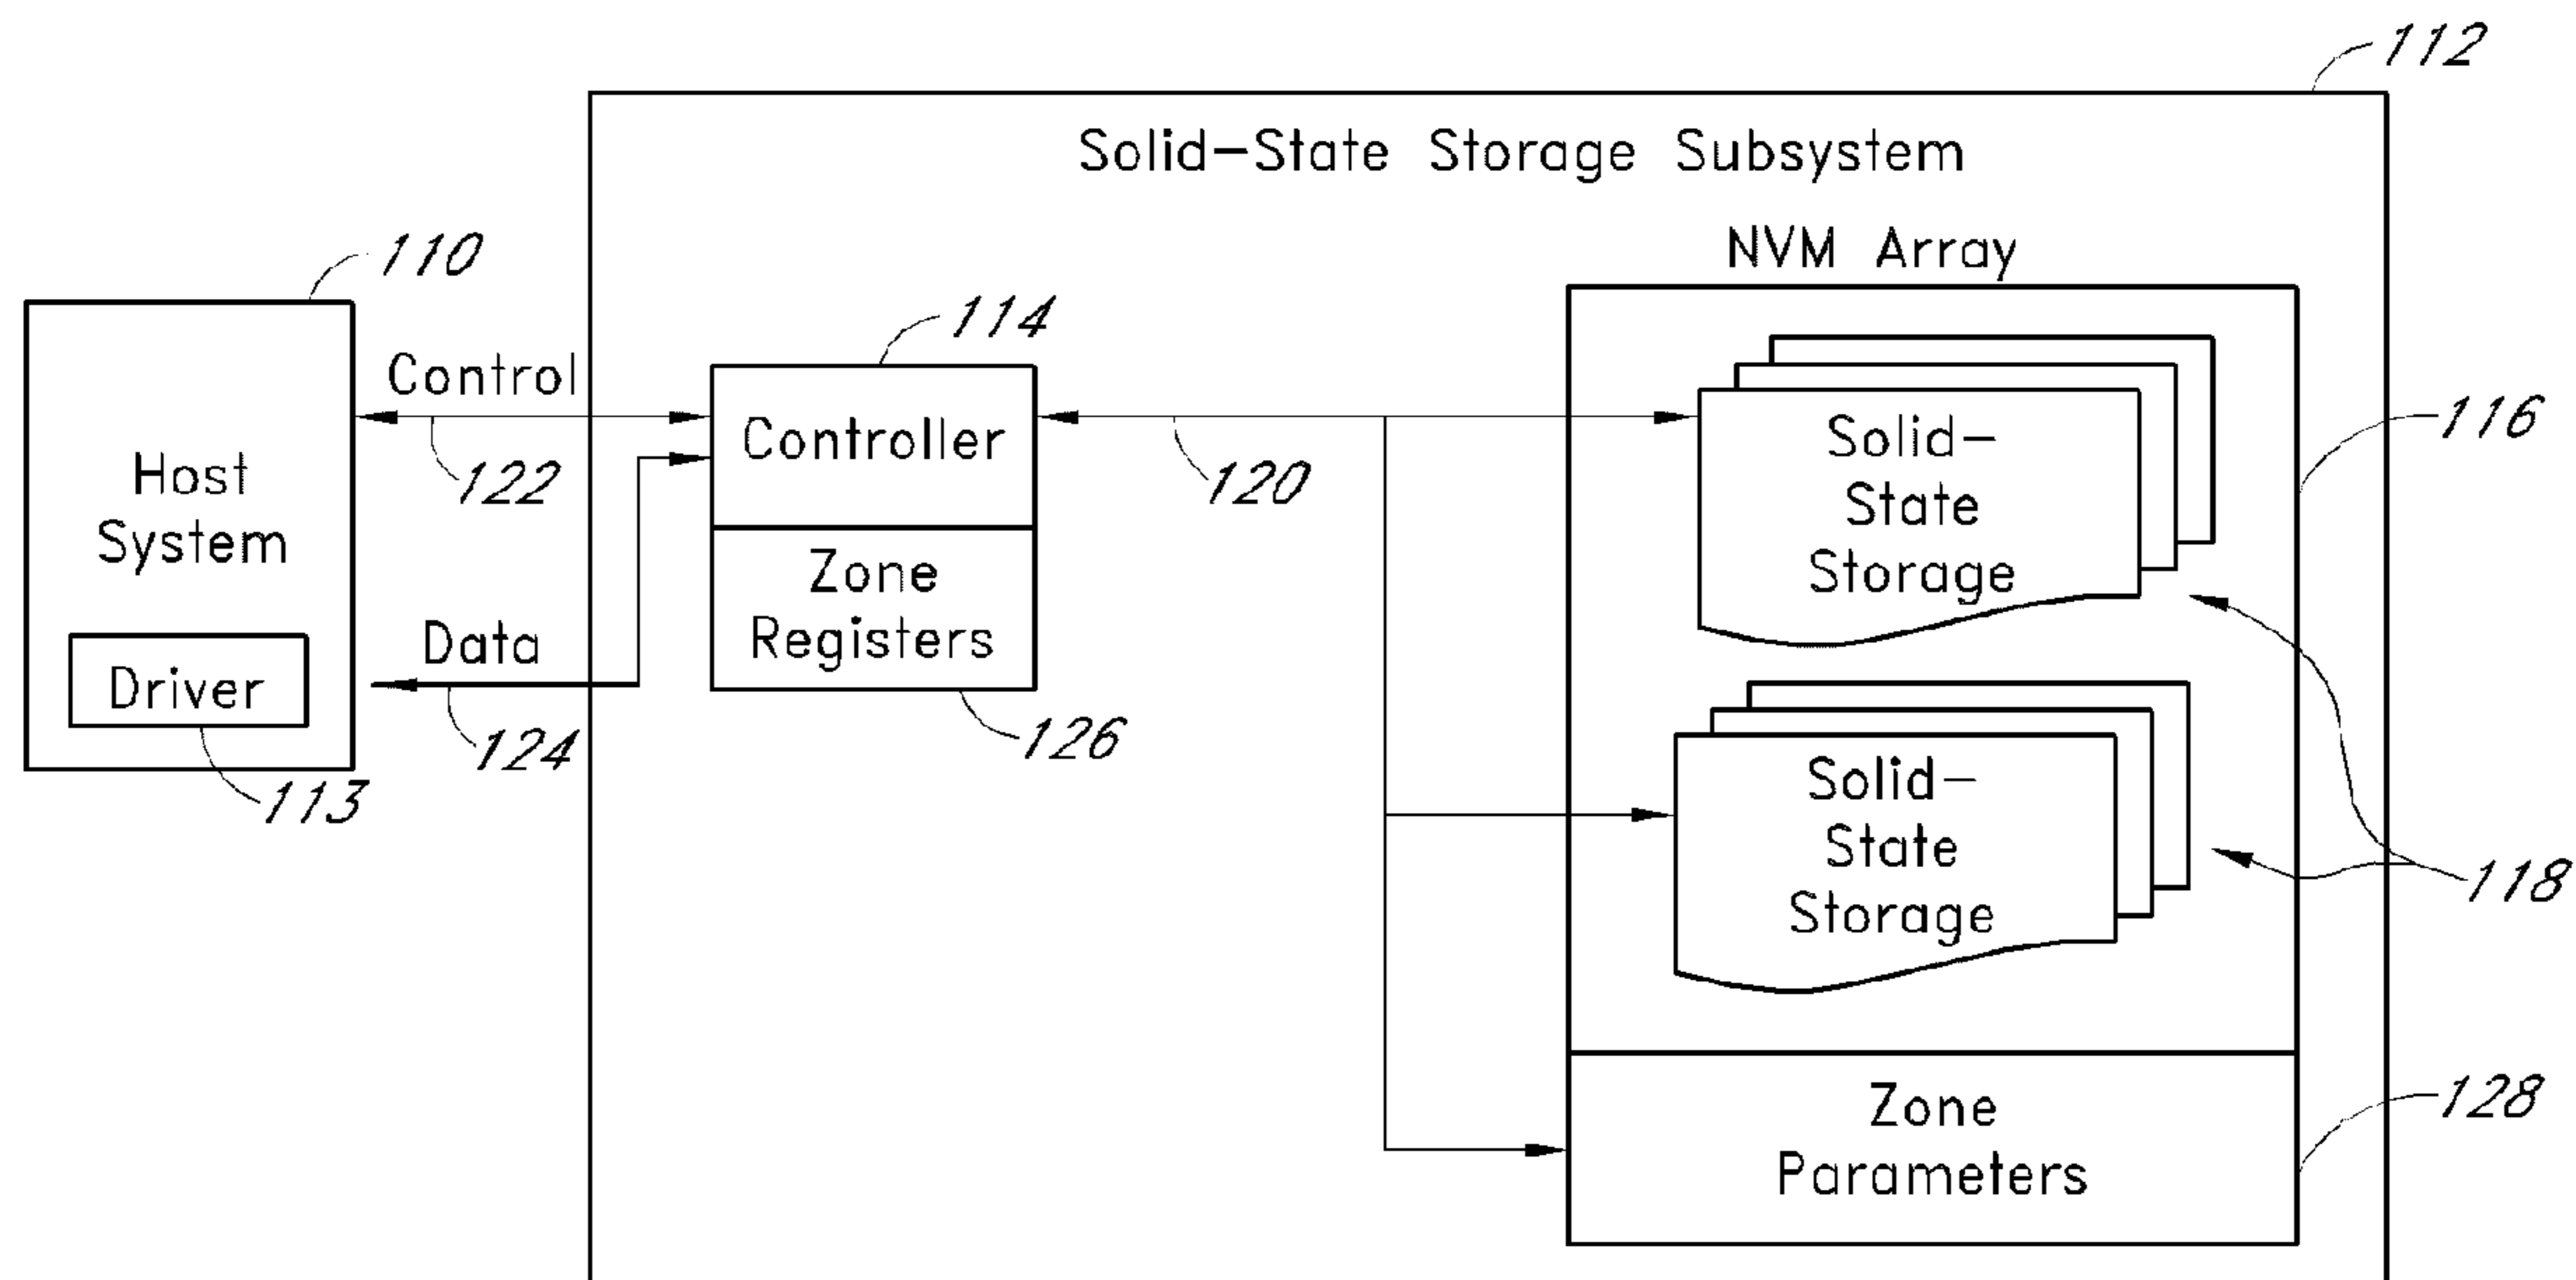 112
Solid-State Storage Subsystem
NVM Array
110
114
Control
Controller
Solid-
State
Storage
116
122
120
Host
System
Zone
Registers
Data
Driver
124
126
113
Solid-
State
Storage
118
Zone
Parameters
128